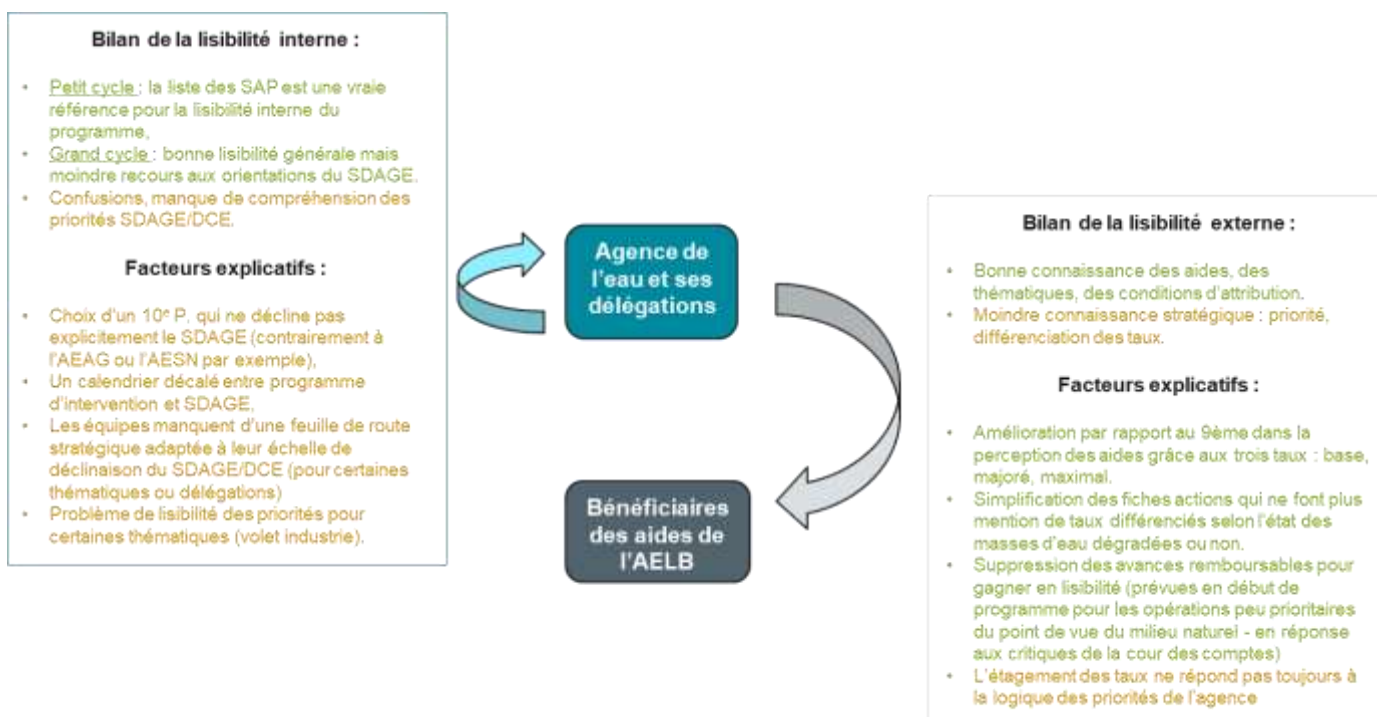 Bilan de la lisibilité interne :
• Petit cycle : la liste des SAP est une vraie
référence pour la lisibilité interne du
programme,
• Grand cycle : bonne lisibilité générale mais
moindre recours aux orientations du SDAGE.
• Confusions, manque de compréhension des
priorités SDAGE/DCE.
Facteurs explicatifs :
• Choix d'un 10e P. qui ne décline pas
explicitement le SDAGE (contrairement à
l'AEAG ou l'AESN par exemple),
• Un calendrier décalé entre programme
d'intervention et SDAGE,
• Les équipes manquent d'une feuille de route
stratégique adaptée à leur échelle de
déclinaison du SDAGE/DCE (pour certaines
thématiques ou délégations)
• Problème de lisibilité des priorités pour
certaines thématiques (volet industrie).
Agence de
l'eau et ses
délégations
Bénéficiaires
des aides de
l'AELB
Bilan de la lisibilité externe :
• Bonne connaissance des aides, des
thématiques, des conditions d'attribution.
• Moindre connaissance stratégique : priorité,
différenciation des taux.
Facteurs explicatifs :
• Amélioration par rapport au 9ème dans la
perception des aides grâce aux trois taux : base,
majoré, maximal.
• Simplification des fiches actions qui ne font plus
mention de taux différenciés selon l'état des
masses d'eau dégradées ou non.
• Suppression des avances remboursables pour
gagner en lisibilité (prévues en début de
programme pour les opérations peu prioritaires
du point de vue du milieu naturel - en réponse
aux critiques de la cour des comptes)
• L'étagement des taux ne répond pas toujours à
la logique des priorités de l'agence